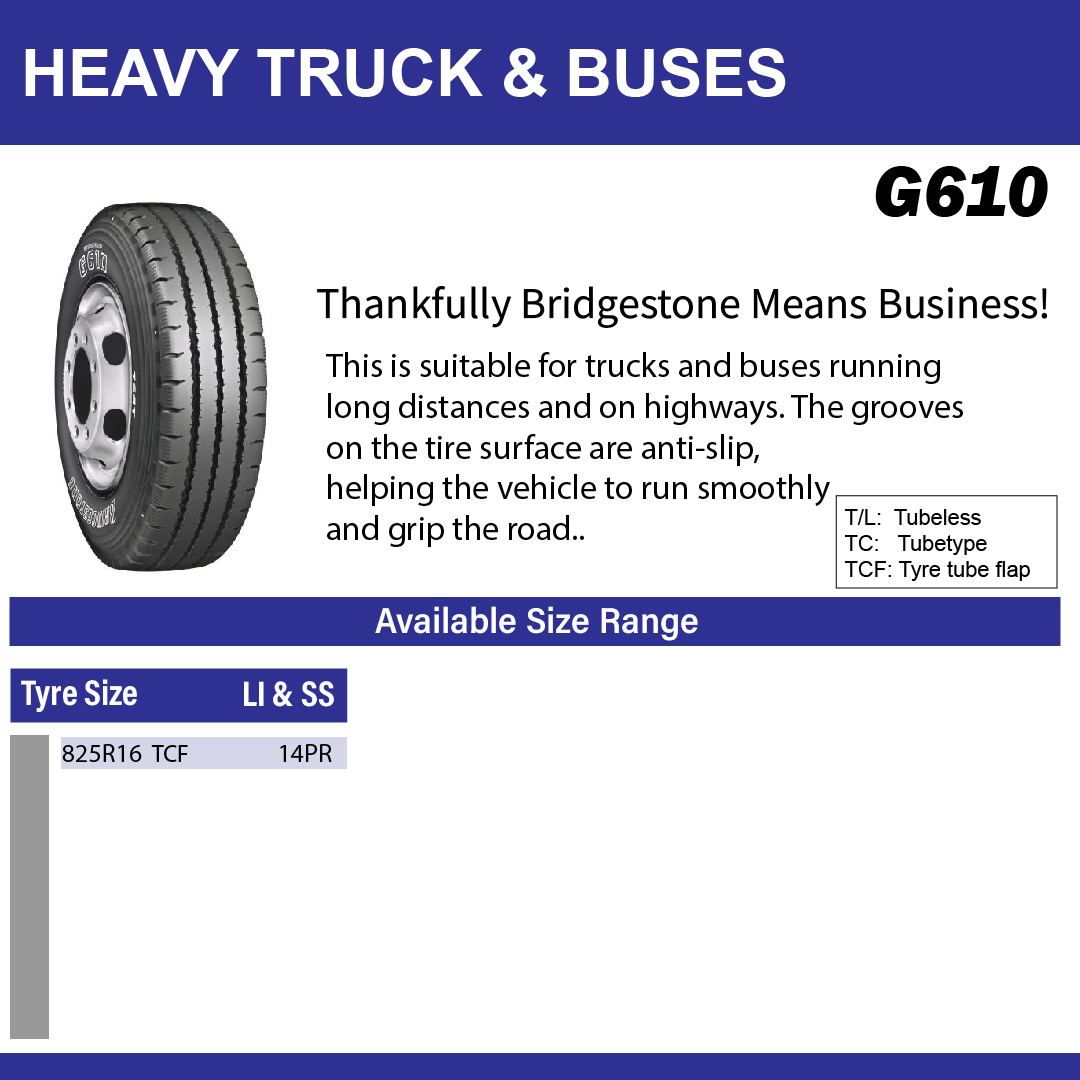 HEAVY TRUCK & BUSES
G610
G610
Thankfully Bridgestone Means Business!
This is suitable for trucks and buses running
long distances and on highways. The grooves
on the tire surface are anti-slip,
helping the vehicle to run smoothly
and grip the road..
BRIDGESTONE
T/L: Tubeless
TC: Tubetype
TCF: Tyre tube flap
Available Size Range
Tyre Size LI & SS
825R16 TCF 14PR